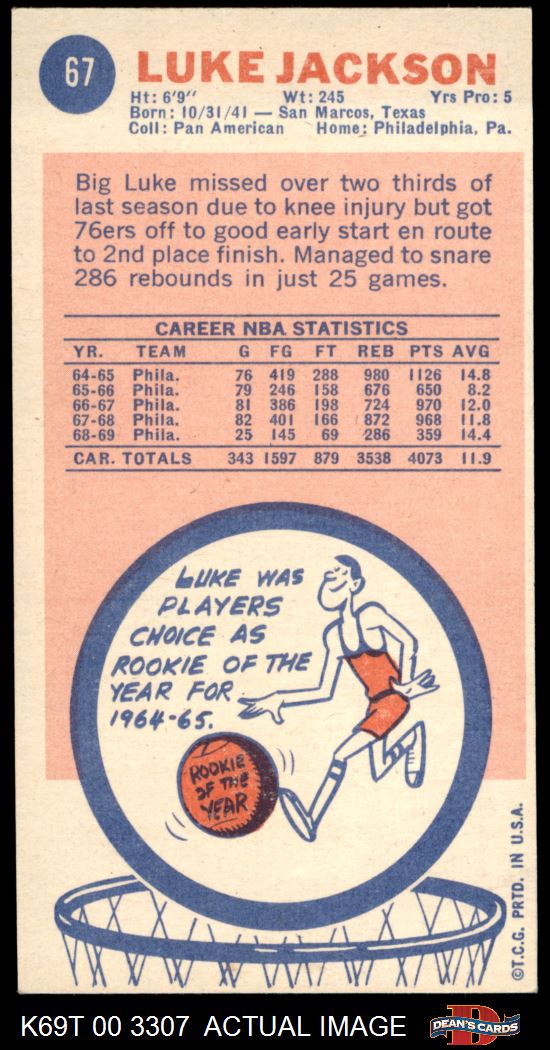 67
LUKE JACKSON
Ht: 6'9" Wt: 245 Yrs Pro: 5
Born: 10/31/41 — San Marcos, Texas
Coll: Pan American Home: Philadelphia, Pa.
Big Luke missed over two thirds of
last season due to knee injury but got
76ers off to good early start en route
to 2nd place finish. Managed to snare
286 rebounds in just 25 games.
CAREER NBA STATISTICS
YR. TEAM G FG FT REB PTS AVG
64-65 Phila. 76 419 288 980 1126 14.8
65-66 Phila. 79 246 158 676 650 8.2
66-67 Phila. 81 386 198 724 970 12.0
67-68 Phila. 82 401 166 872 968 11.8
68-69 Phila. 25 145 69 286 359 14.4
CAR. TOTALS 343 1597 879 3538 4073 11.9
LUKE WAS
PLAYERS
CHOICE AS
ROOKIE OF THE
YEAR FOR
1964-65.
ROOKIE
OF THE
YEAR
©T.C.G. PRTD. IN U.S.A.
K69T 00 3307 ACTUAL IMAGE
D
DEAN'S CARDS